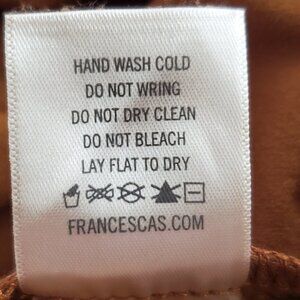 HAND WASH COLD
DO NOT WRING
DO NOT DRY CLEAN
DO NOT BLEACH
LAY FLAT TO DRY
FRANCESCAS.COM